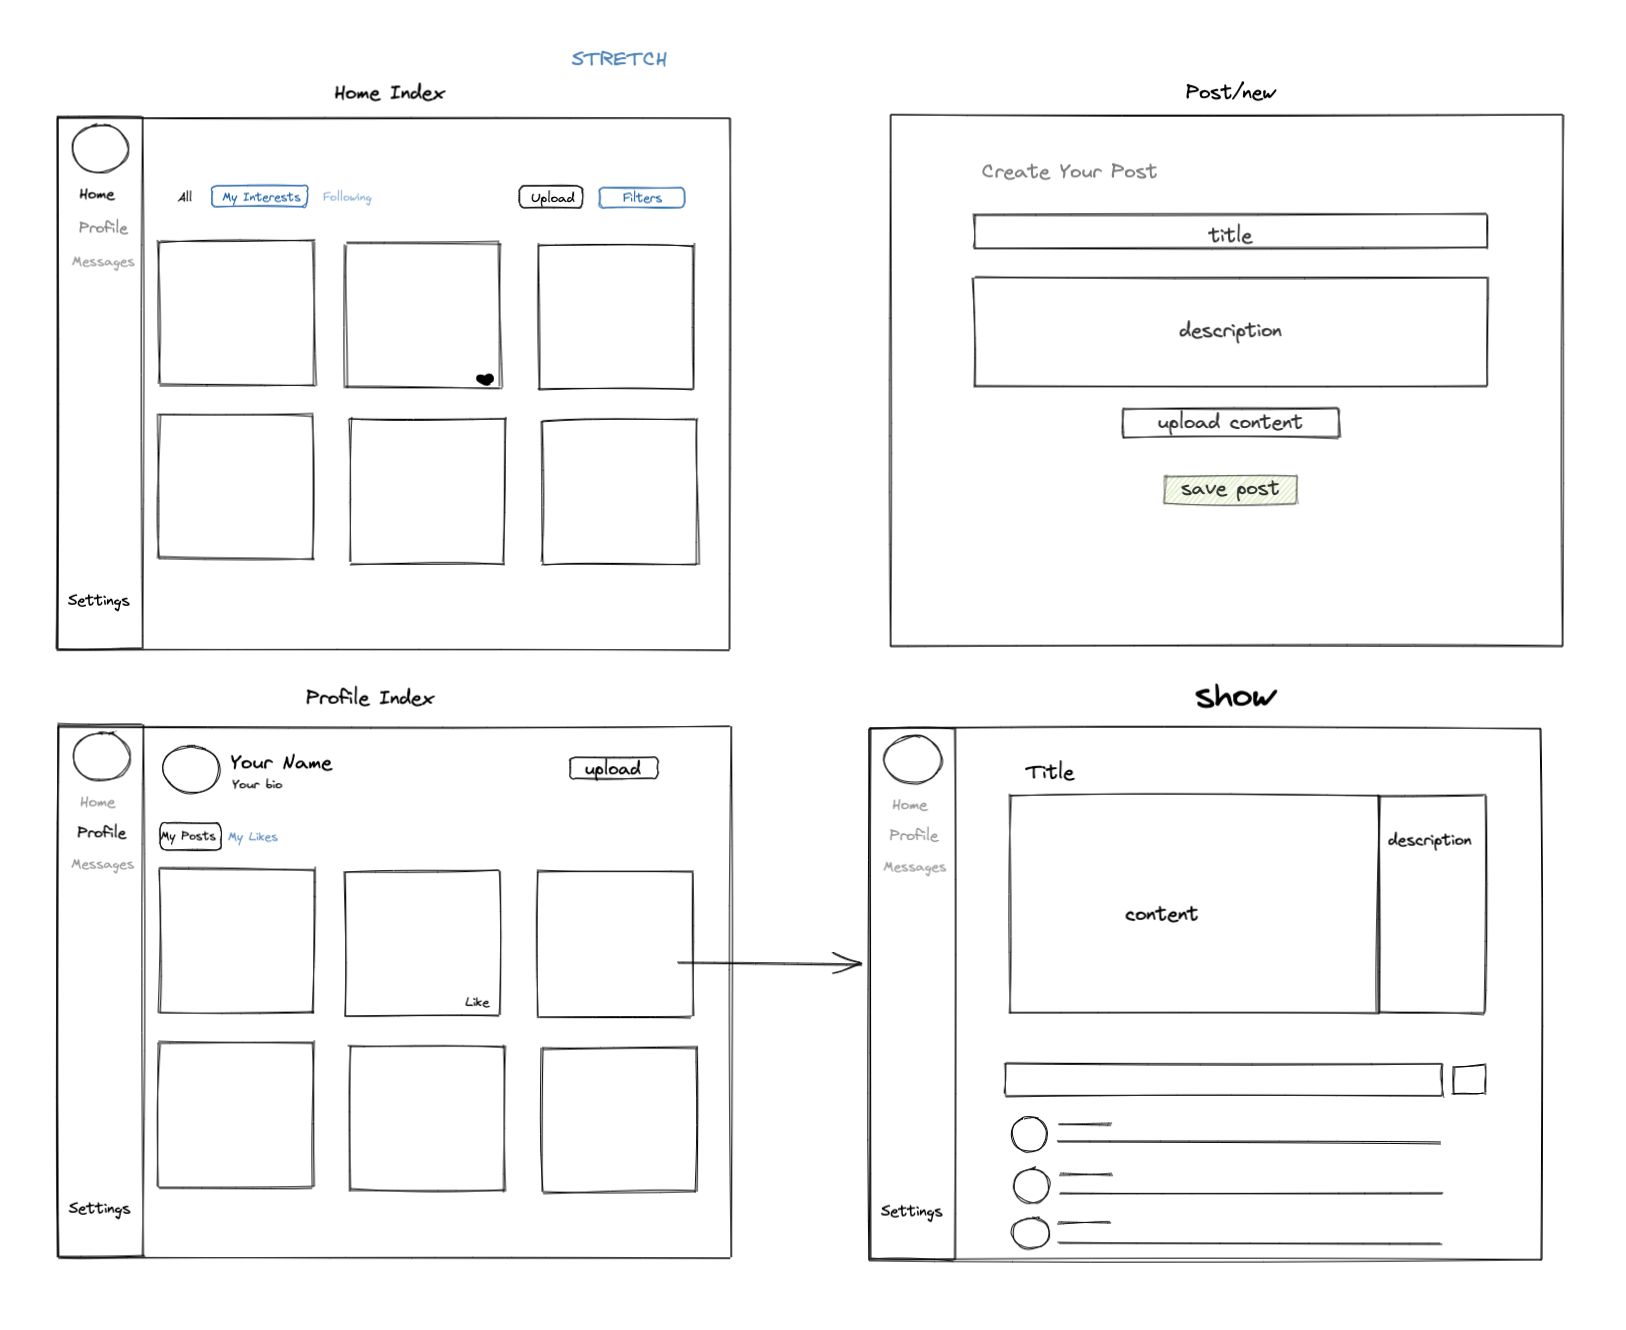 STRETCH
Home Index
Home
Profile
Messages
Settings
All
My Interests
Following
Upload
Filters
Post/new
Create Your Post
title
description
upload content
save post
Profile Index
Home
Profile
Messages
Settings
Your Name
Your bio
upload
My Posts
My Likes
Like
Show
Home
Profile
Messages
Settings
Title
content
description